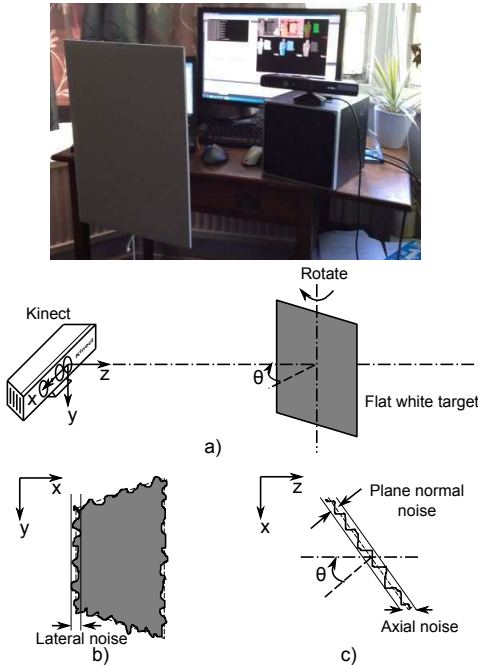 Rotate
Kinect
Kinect
z
x
y
θ
Flat white target
a)
x
y
Lateral noise
b)
z
x
Plane normal
noise
θ
Axial noise
c)